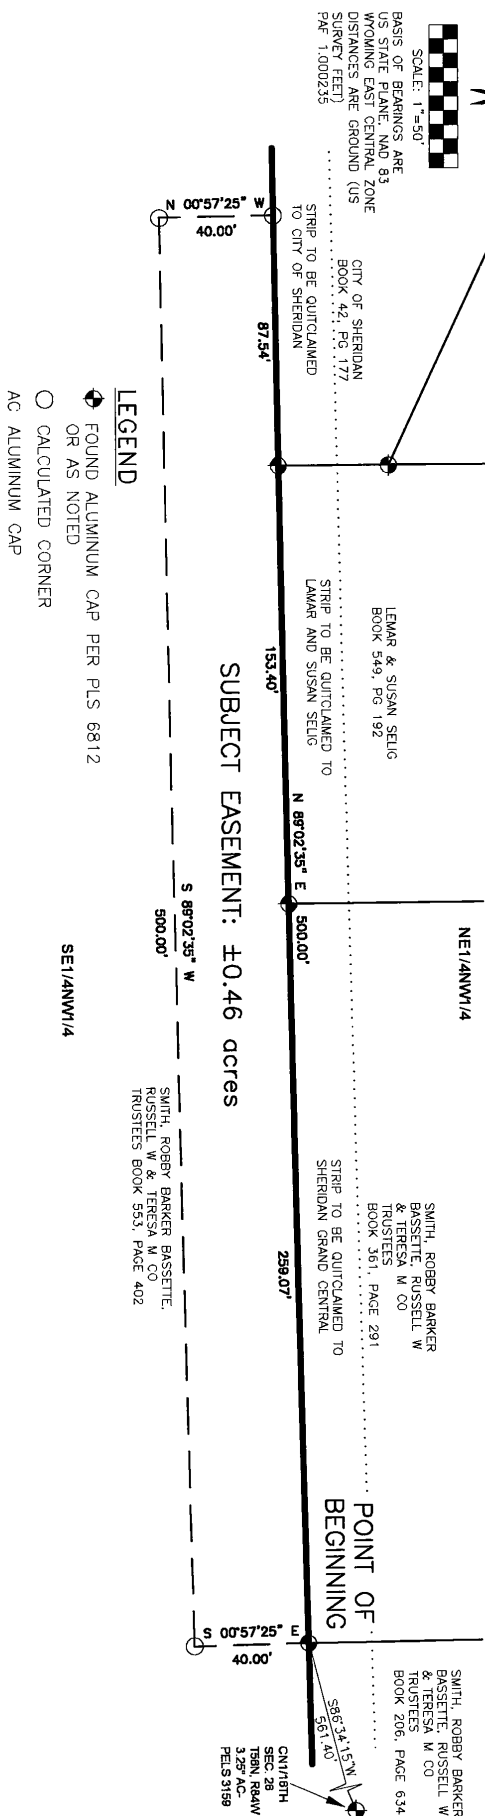 SCALE: 1"=50'
BASIS OF BEARINGS ARE
US STATE PLANE, NAD 83
WYOMING EAST CENTRAL ZONE
DISTANCES ARE GROUND (US
SURVEY FEET)
PAF 1.000235
N 00°57'25" W
40.00'
STRIP TO BE QUITCLAIMED
TO CITY OF SHERIDAN
CITY OF SHERIDAN
BOOK 42, PG 177
87.54'
LEMAR & SUSAN SELIG
BOOK 549, PG 192
STRIP TO BE QUITCLAIMED TO
LAMAR AND SUSAN SELIG
153.40'
N 89°02'35" E
500.00'
NE1/4NW1/4
SUBJECT EASEMENT: ±0.46 acres
S 89°02'35" W
500.00'
SE1/4NW1/4
SMITH, ROBBY BARKER
BASSETTE, RUSSELL W
& TERESA M CO
TRUSTEES
BOOK 361, PAGE 291
STRIP TO BE QUITCLAIMED TO
SHERIDAN GRAND CENTRAL
259.07'
SMITH, ROBBY BARKER BASSETTE,
RUSSELL W & TERESA M CO
TRUSTEES BOOK 553, PAGE 402
POINT OF
BEGINNING
S 00°57'25" E
40.00'
SMITH, ROBBY BARKER
BASSETTE, RUSSELL W
& TERESA M CO
TRUSTEES
BOOK 206, PAGE 634
S86°34'15"W
561.40'
CN1/16TH
SEC. 28
T56N, R84W
3.25" AC-
PELS 3159
LEGEND
FOUND ALUMINUM CAP PER PLS 6812
OR AS NOTED
CALCULATED CORNER
AC ALUMINUM CAP